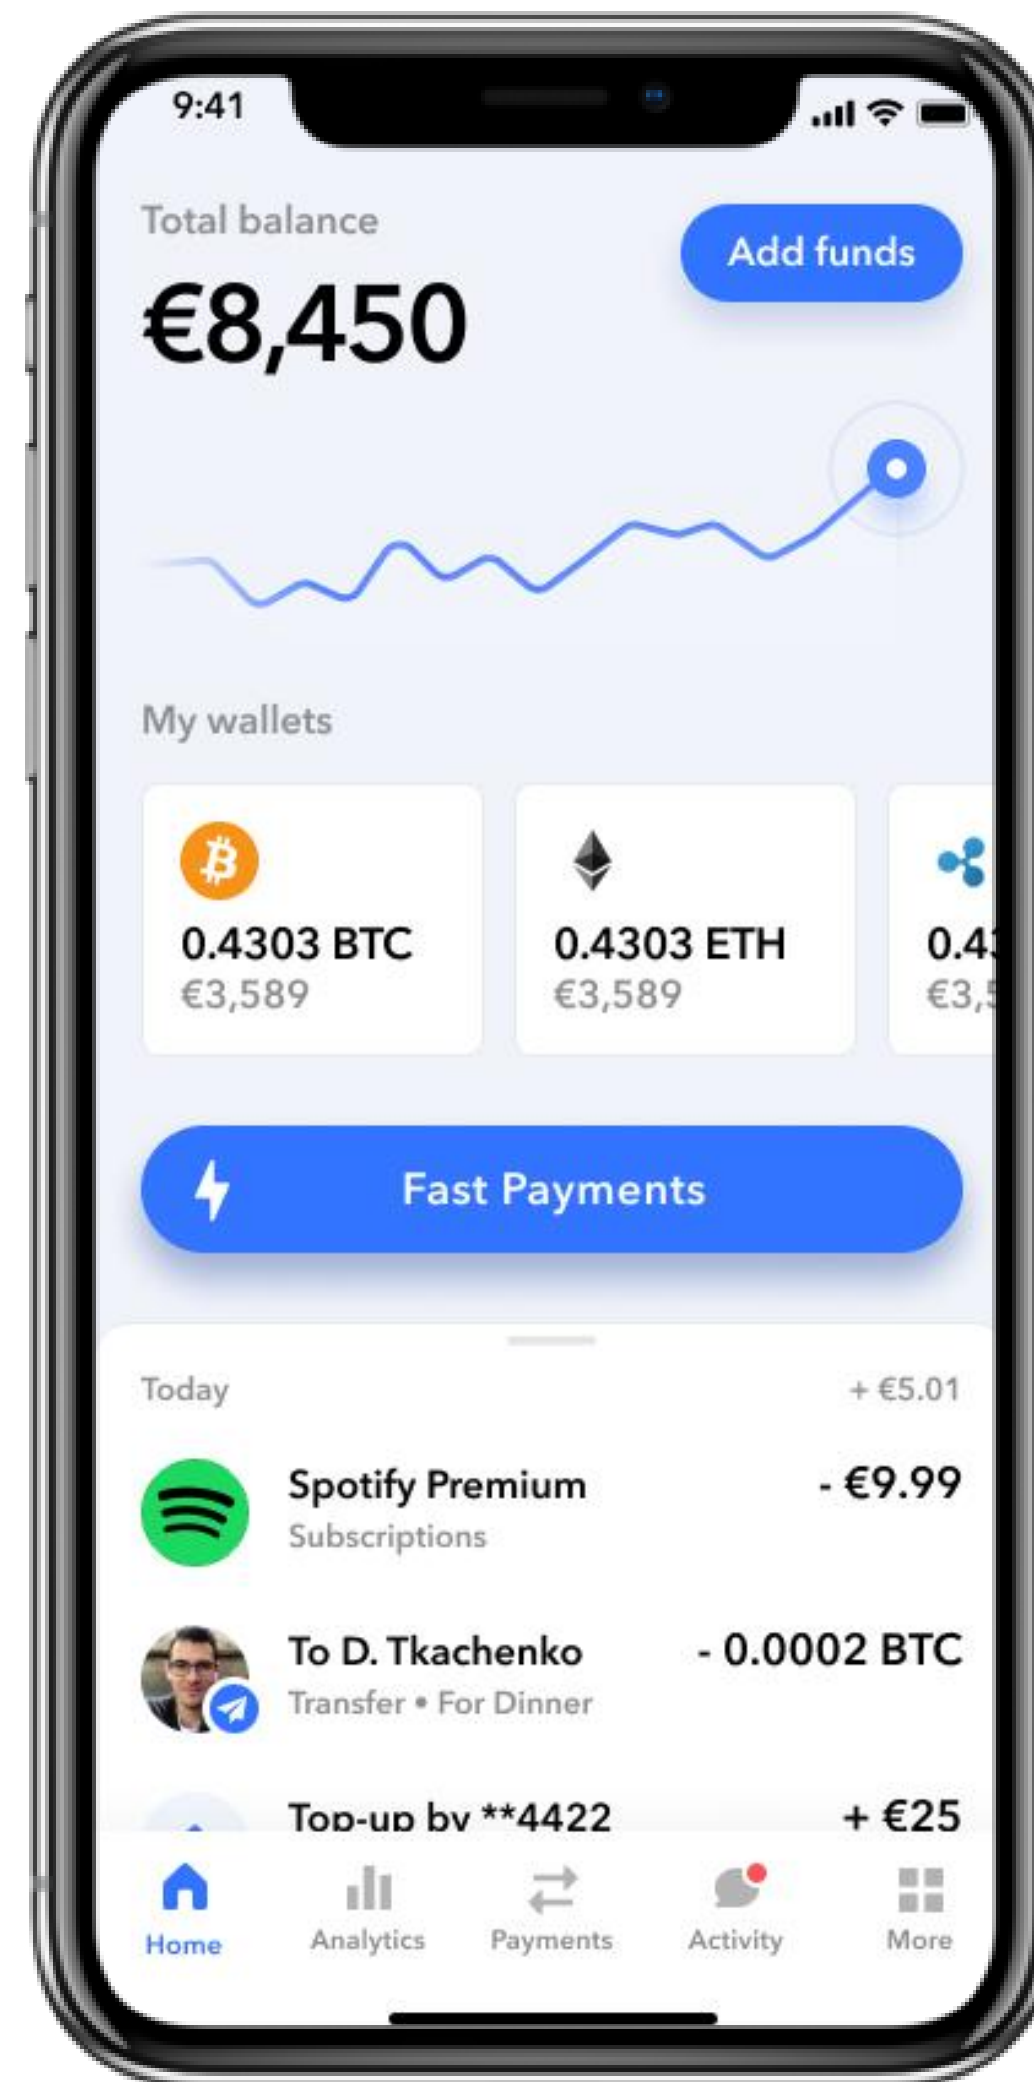 9:41
Total balance
Add funds
€8,450
My wallets
0.4303 BTC
€3,589
0.4303 ETH
€3,589
Fast Payments
Today
+ €5.01
Spotify Premium
- €9.99
Subscriptions
To D. Tkachenko
- 0.0002 BTC
Transfer • For Dinner
Top-up by **4422
+ €25
Home
Analytics
Payments
Activity
More